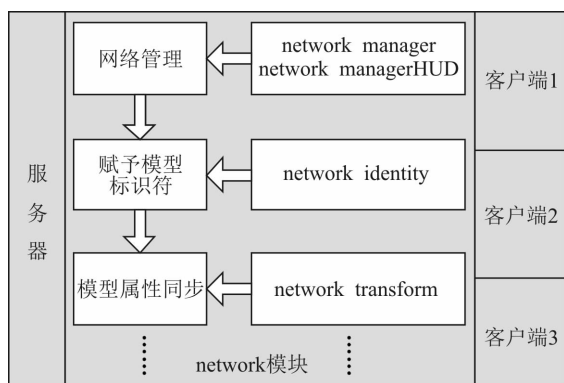 服务器
网络管理
network manager
network managerHUD
赋予模型
标识符
network identity
模型属性同步
network transform
network模块
客户端1
客户端2
客户端3